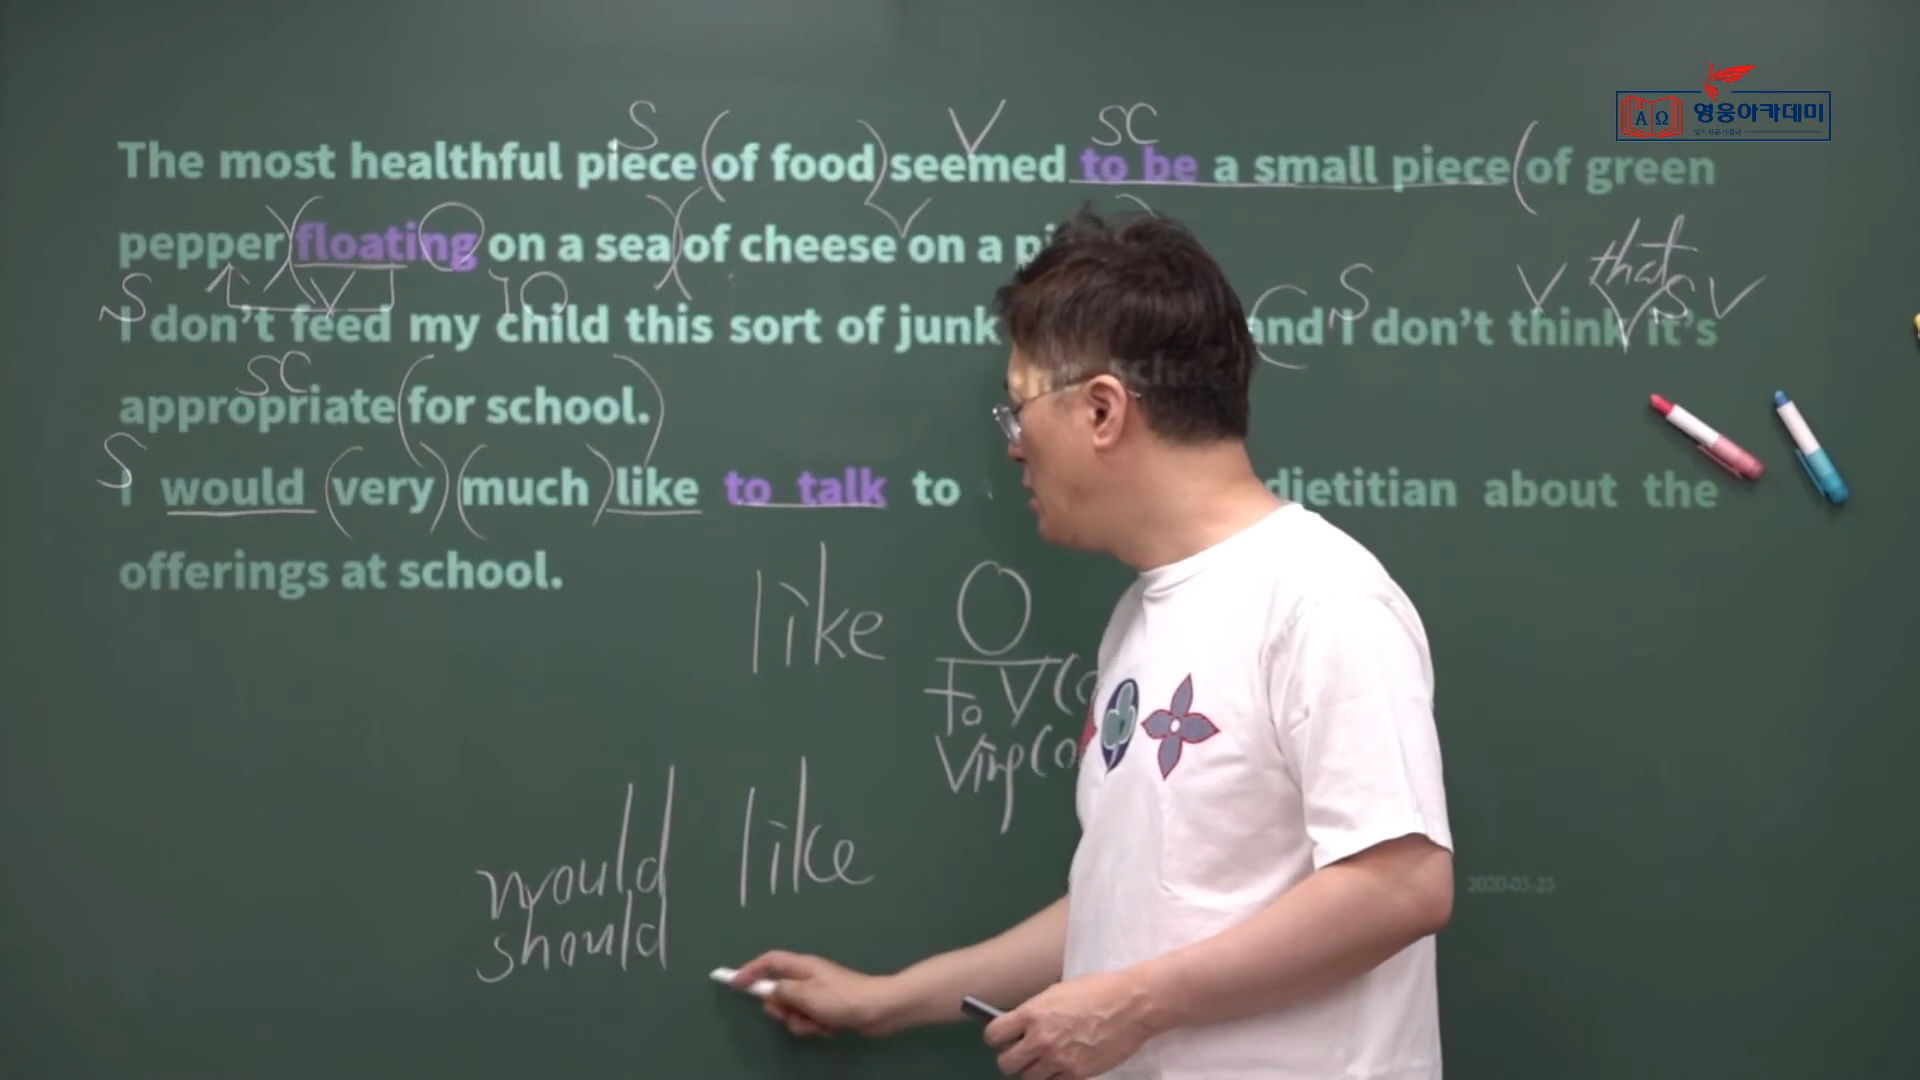 영웅아카데미
A Ω
S V SC
The most healthful piece of food seemed to be a small piece of green
that
pepper floating on a sea of cheese on a pi
S V IO C S V S V
I don't feed my child this sort of junk and I don't think it's
SC
appropriate for school.
S
I would very much like to talk to dietitian about the
offerings at school.
like O
to V(
Ving(
would like
should
2020-05-25